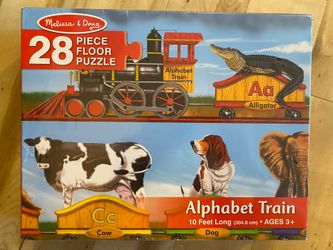 Melissa & Doug
28 PIECE
FLOOR
PUZZLE
Alphabet
Train
Aa
Alligator
Cc
Cow
Dog
Alphabet Train
10 Feet Long (304.8 cm) • AGES 3+